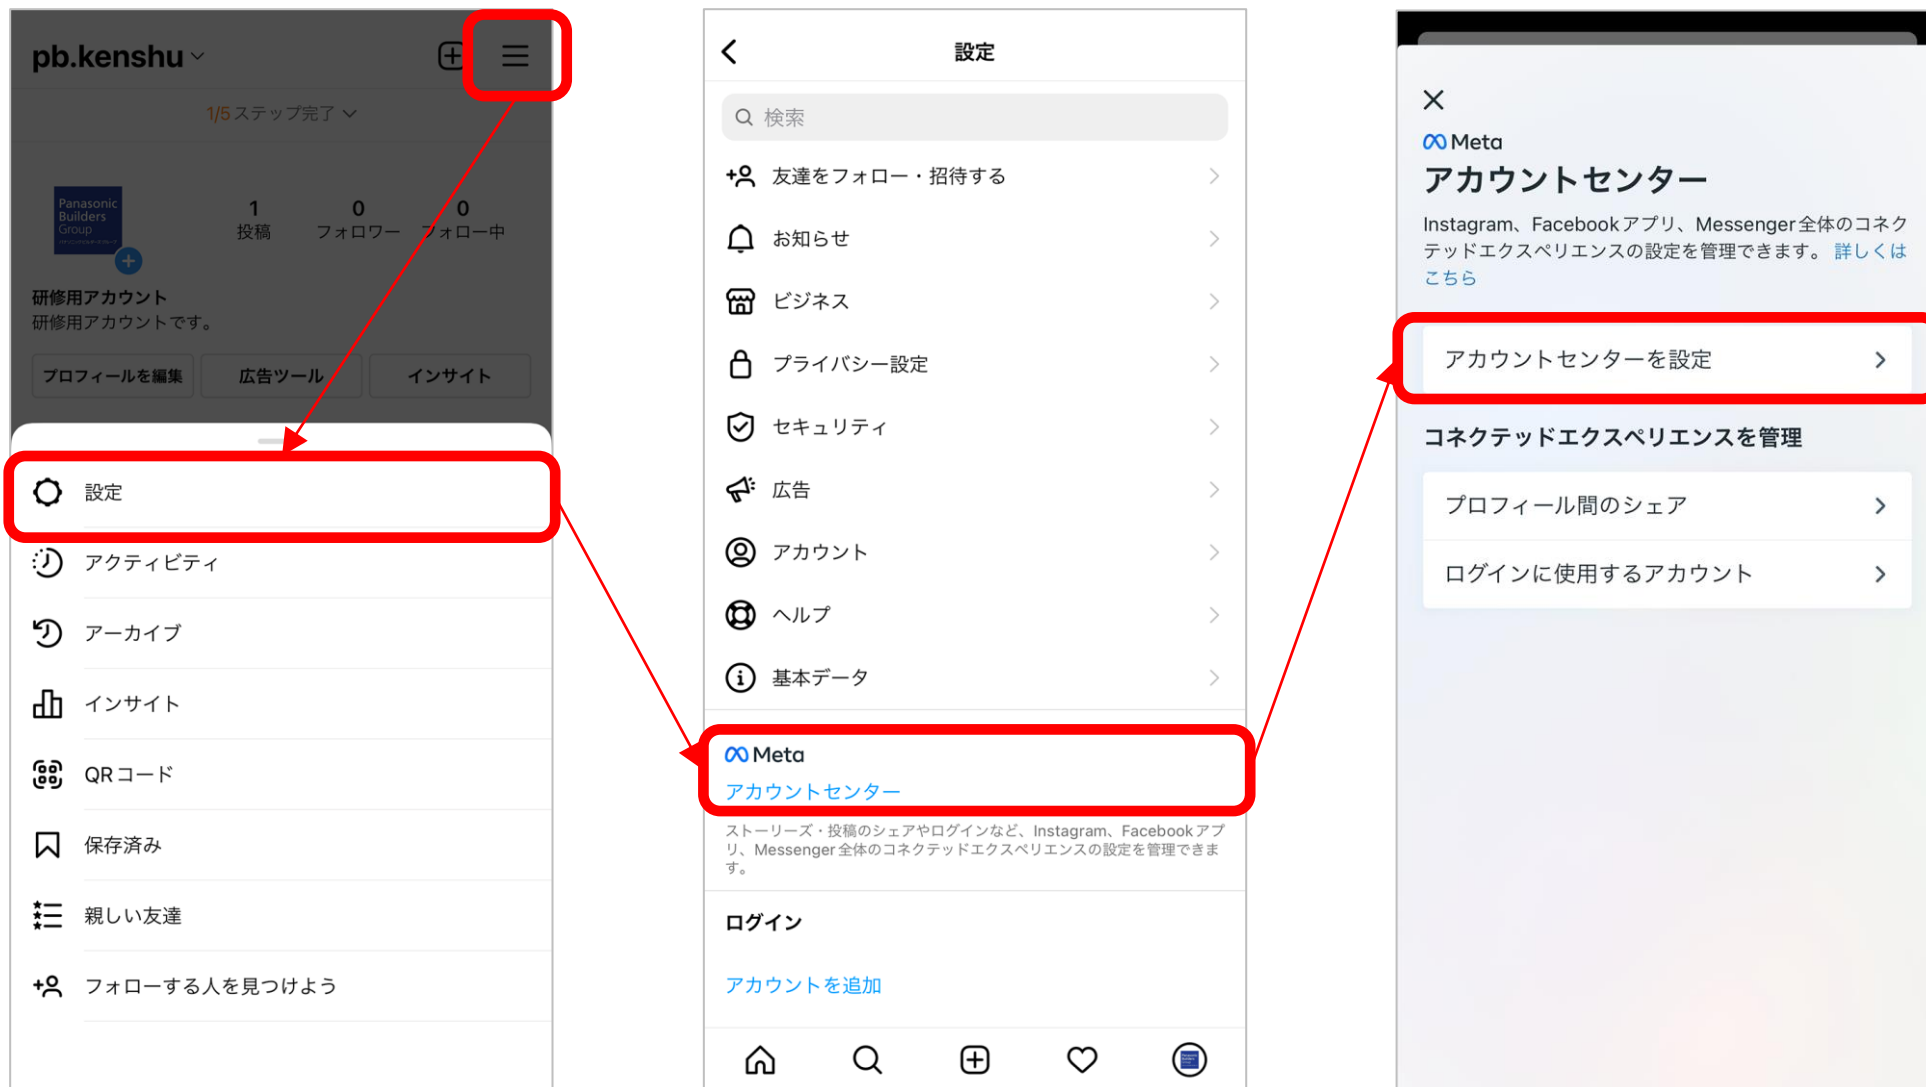 pb.kenshu
1/5 ステップ完了
Panasonic
Builders
Group
1
投稿
0
フォロワー
0
フォロー中
研修用アカウント
研修用アカウントです。
プロフィールを編集
広告ツール
インサイト
設定
アクティビティ
アーカイブ
インサイト
QRコード
保存済み
親しい友達
フォローする人を見つけよう
設定
検索
友達をフォロー・招待する
お知らせ
ビジネス
プライバシー設定
セキュリティ
広告
アカウント
ヘルプ
基本データ
Meta
アカウントセンター
ストーリーズ・投稿のシェアやログインなど、Instagram、Facebookアプ
リ、Messenger全体のコネクテッドエクスペリエンスの設定を管理できま
す。
ログイン
アカウントを追加
Meta
アカウントセンター
Instagram、Facebookアプリ、Messenger全体のコネク
テッドエクスペリエンスの設定を管理できます。 詳しくは
こちら
アカウントセンターを設定
コネクテッドエクスペリエンスを管理
プロフィール間のシェア
ログインに使用するアカウント